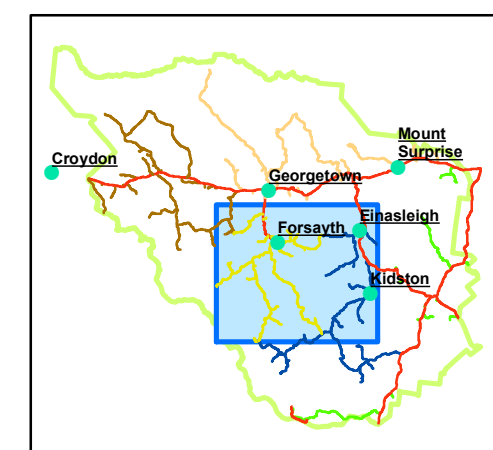 Mount
Surprise
Croydon
Georgetown
Forsayth
Einasleigh
Kidston